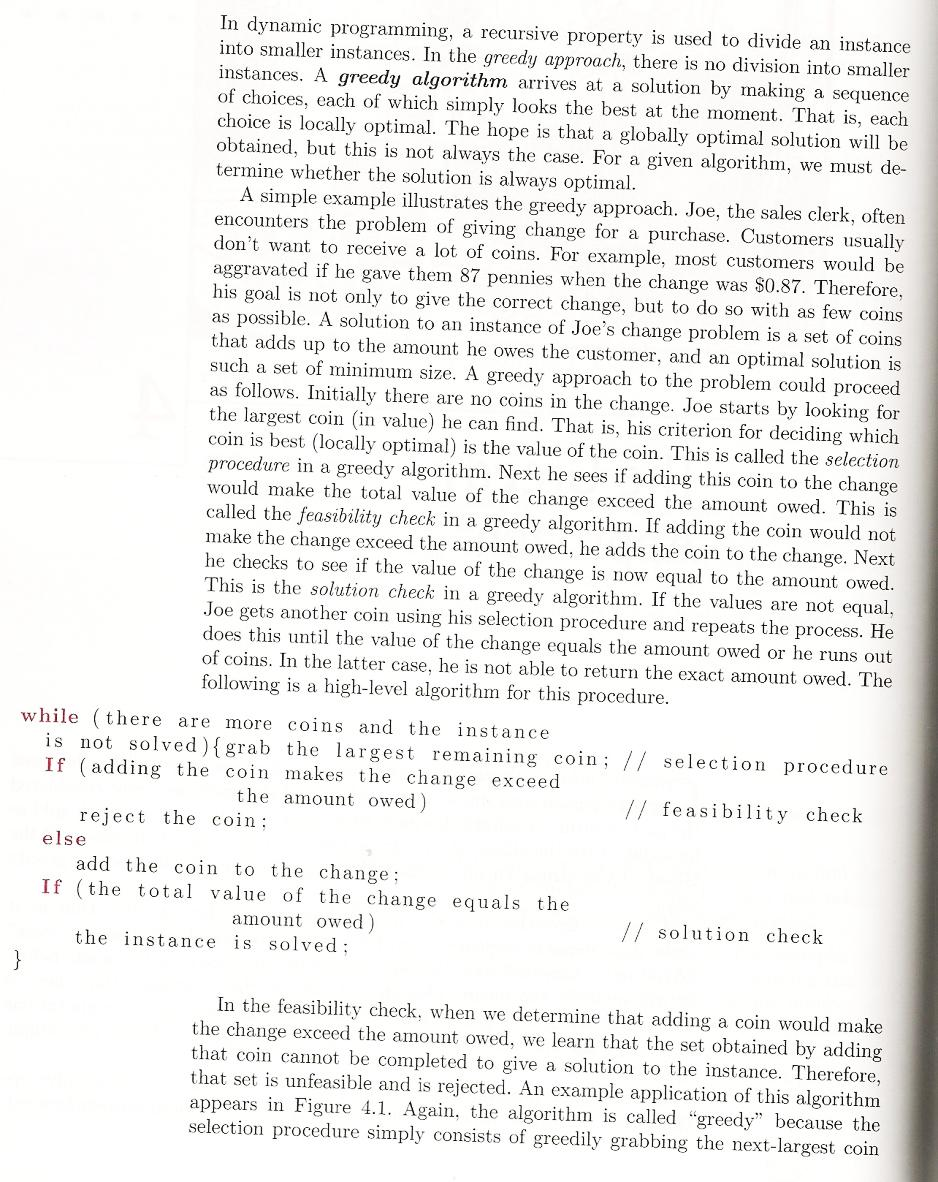 In dynamic programming, a recursive property is used to divide an instance
into smaller instances. In the greedy approach, there is no division into smaller
instances. A greedy algorithm arrives at a solution by making a sequence
of choices, each of which simply looks the best at the moment. That is, each
choice is locally optimal. The hope is that a globally optimal solution will be
obtained, but this is not always the case. For a given algorithm, we must de-
termine whether the solution is always optimal.
A simple example illustrates the greedy approach. Joe, the sales clerk, often
encounters the problem of giving change for a purchase. Customers usually
don't want to receive a lot of coins. For example, most customers would be
aggravated if he gave them 87 pennies when the change was $0.87. Therefore,
his goal is not only to give the correct change, but to do so with as few coins
as possible. A solution to an instance of Joe's change problem is a set of coins
that adds up to the amount he owes the customer, and an optimal solution is
such a set of minimum size. A greedy approach to the problem could proceed
as follows. Initially there are no coins in the change. Joe starts by looking for
the largest coin (in value) he can find. That is, his criterion for deciding which
coin is best (locally optimal) is the value of the coin. This is called the selection
procedure in a greedy algorithm. Next he sees if adding this coin to the change
would make the total value of the change exceed the amount owed. This is
called the feasibility check in a greedy algorithm. If adding the coin would not
make the change exceed the amount owed, he adds the coin to the change. Next
he checks to see if the value of the change is now equal to the amount owed.
This is the solution check in a greedy algorithm. If the values are not equal,
Joe gets another coin using his selection procedure and repeats the process. He
does this until the value of the change equals the amount owed or he runs out
of coins. In the latter case, he is not able to return the exact amount owed. The
following is a high-level algorithm for this procedure.
while (there are more coins and the instance
is not solved){grab the largest remaining coin; // selection procedure
If (adding the coin makes the change exceed
the amount owed) // feasibility check
reject the coin;
else
add the coin to the change;
If (the total value of the change equals the
amount owed) // solution check
the instance is solved;
}
In the feasibility check, when we determine that adding a coin would make
the change exceed the amount owed, we learn that the set obtained by adding
that coin cannot be completed to give a solution to the instance. Therefore,
that set is unfeasible and is rejected. An example application of this algorithm
appears in Figure 4.1. Again, the algorithm is called "greedy" because the
selection procedure simply consists of greedily grabbing the next-largest coin